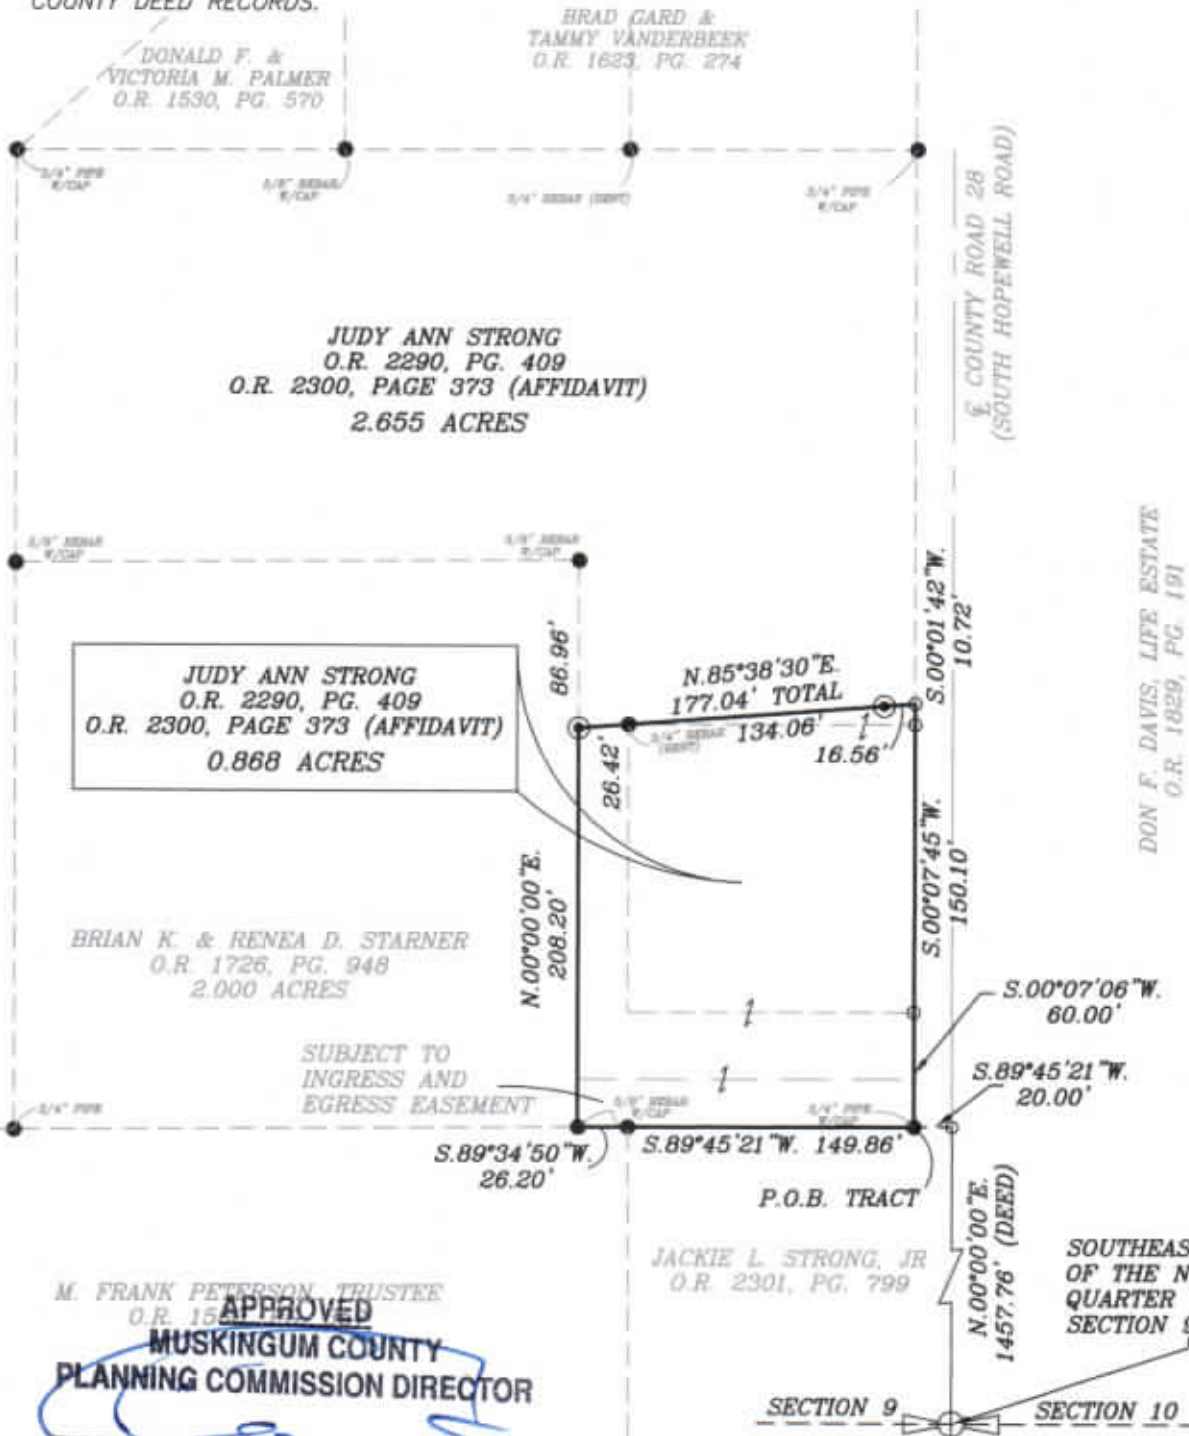 COUNTY DEED RECORDS.
DONALD F. &
VICTORIA M. PALMER
O.R. 1530, PG. 570
BRAD GARD &
TAMMY VANDERBEEK
O.R. 1623, PG. 274
3/4" PIPE
W/CAP
5/8" REBAR
W/CAP
3/4" REBAR (BENT)
3/4" PIPE
W/CAP
℄ COUNTY ROAD 28
(SOUTH HOPEWELL ROAD)
JUDY ANN STRONG
O.R. 2290, PG. 409
O.R. 2300, PAGE 373 (AFFIDAVIT)
2.655 ACRES
5/8" REBAR
W/CAP
5/8" REBAR
W/CAP
DON F. DAVIS, LIFE ESTATE
O.R. 1829, PG. 191
S.00°01'42"W.
10.72'
86.96'
N.85°38'30"E.
177.04' TOTAL
134.06'
16.56'
3/4" REBAR
(BENT)
26.42'
JUDY ANN STRONG
O.R. 2290, PG. 409
O.R. 2300, PAGE 373 (AFFIDAVIT)
0.868 ACRES
S.00°07'45"W.
150.10'
N.00°00'00"E.
208.20'
BRIAN K. & RENEA D. STARNER
O.R. 1726, PG. 948
2.000 ACRES
S.00°07'06"W.
60.00'
SUBJECT TO
INGRESS AND
EGRESS EASEMENT
S.89°45'21"W.
20.00'
3/4" PIPE
5/8" REBAR
W/CAP
3/4" PIPE
W/CAP
S.89°34'50"W.
26.20'
S.89°45'21"W. 149.86'
P.O.B. TRACT
N.00°00'00"E.
1457.76' (DEED)
JACKIE L. STRONG, JR
O.R. 2301, PG. 799
SOUTHEAS
OF THE N
QUARTER
SECTION 9
M. FRANK PETERSON, TRUSTEE
O.R.
APPROVED
MUSKINGUM COUNTY
PLANNING COMMISSION DIRECTOR
SECTION 9
SECTION 10